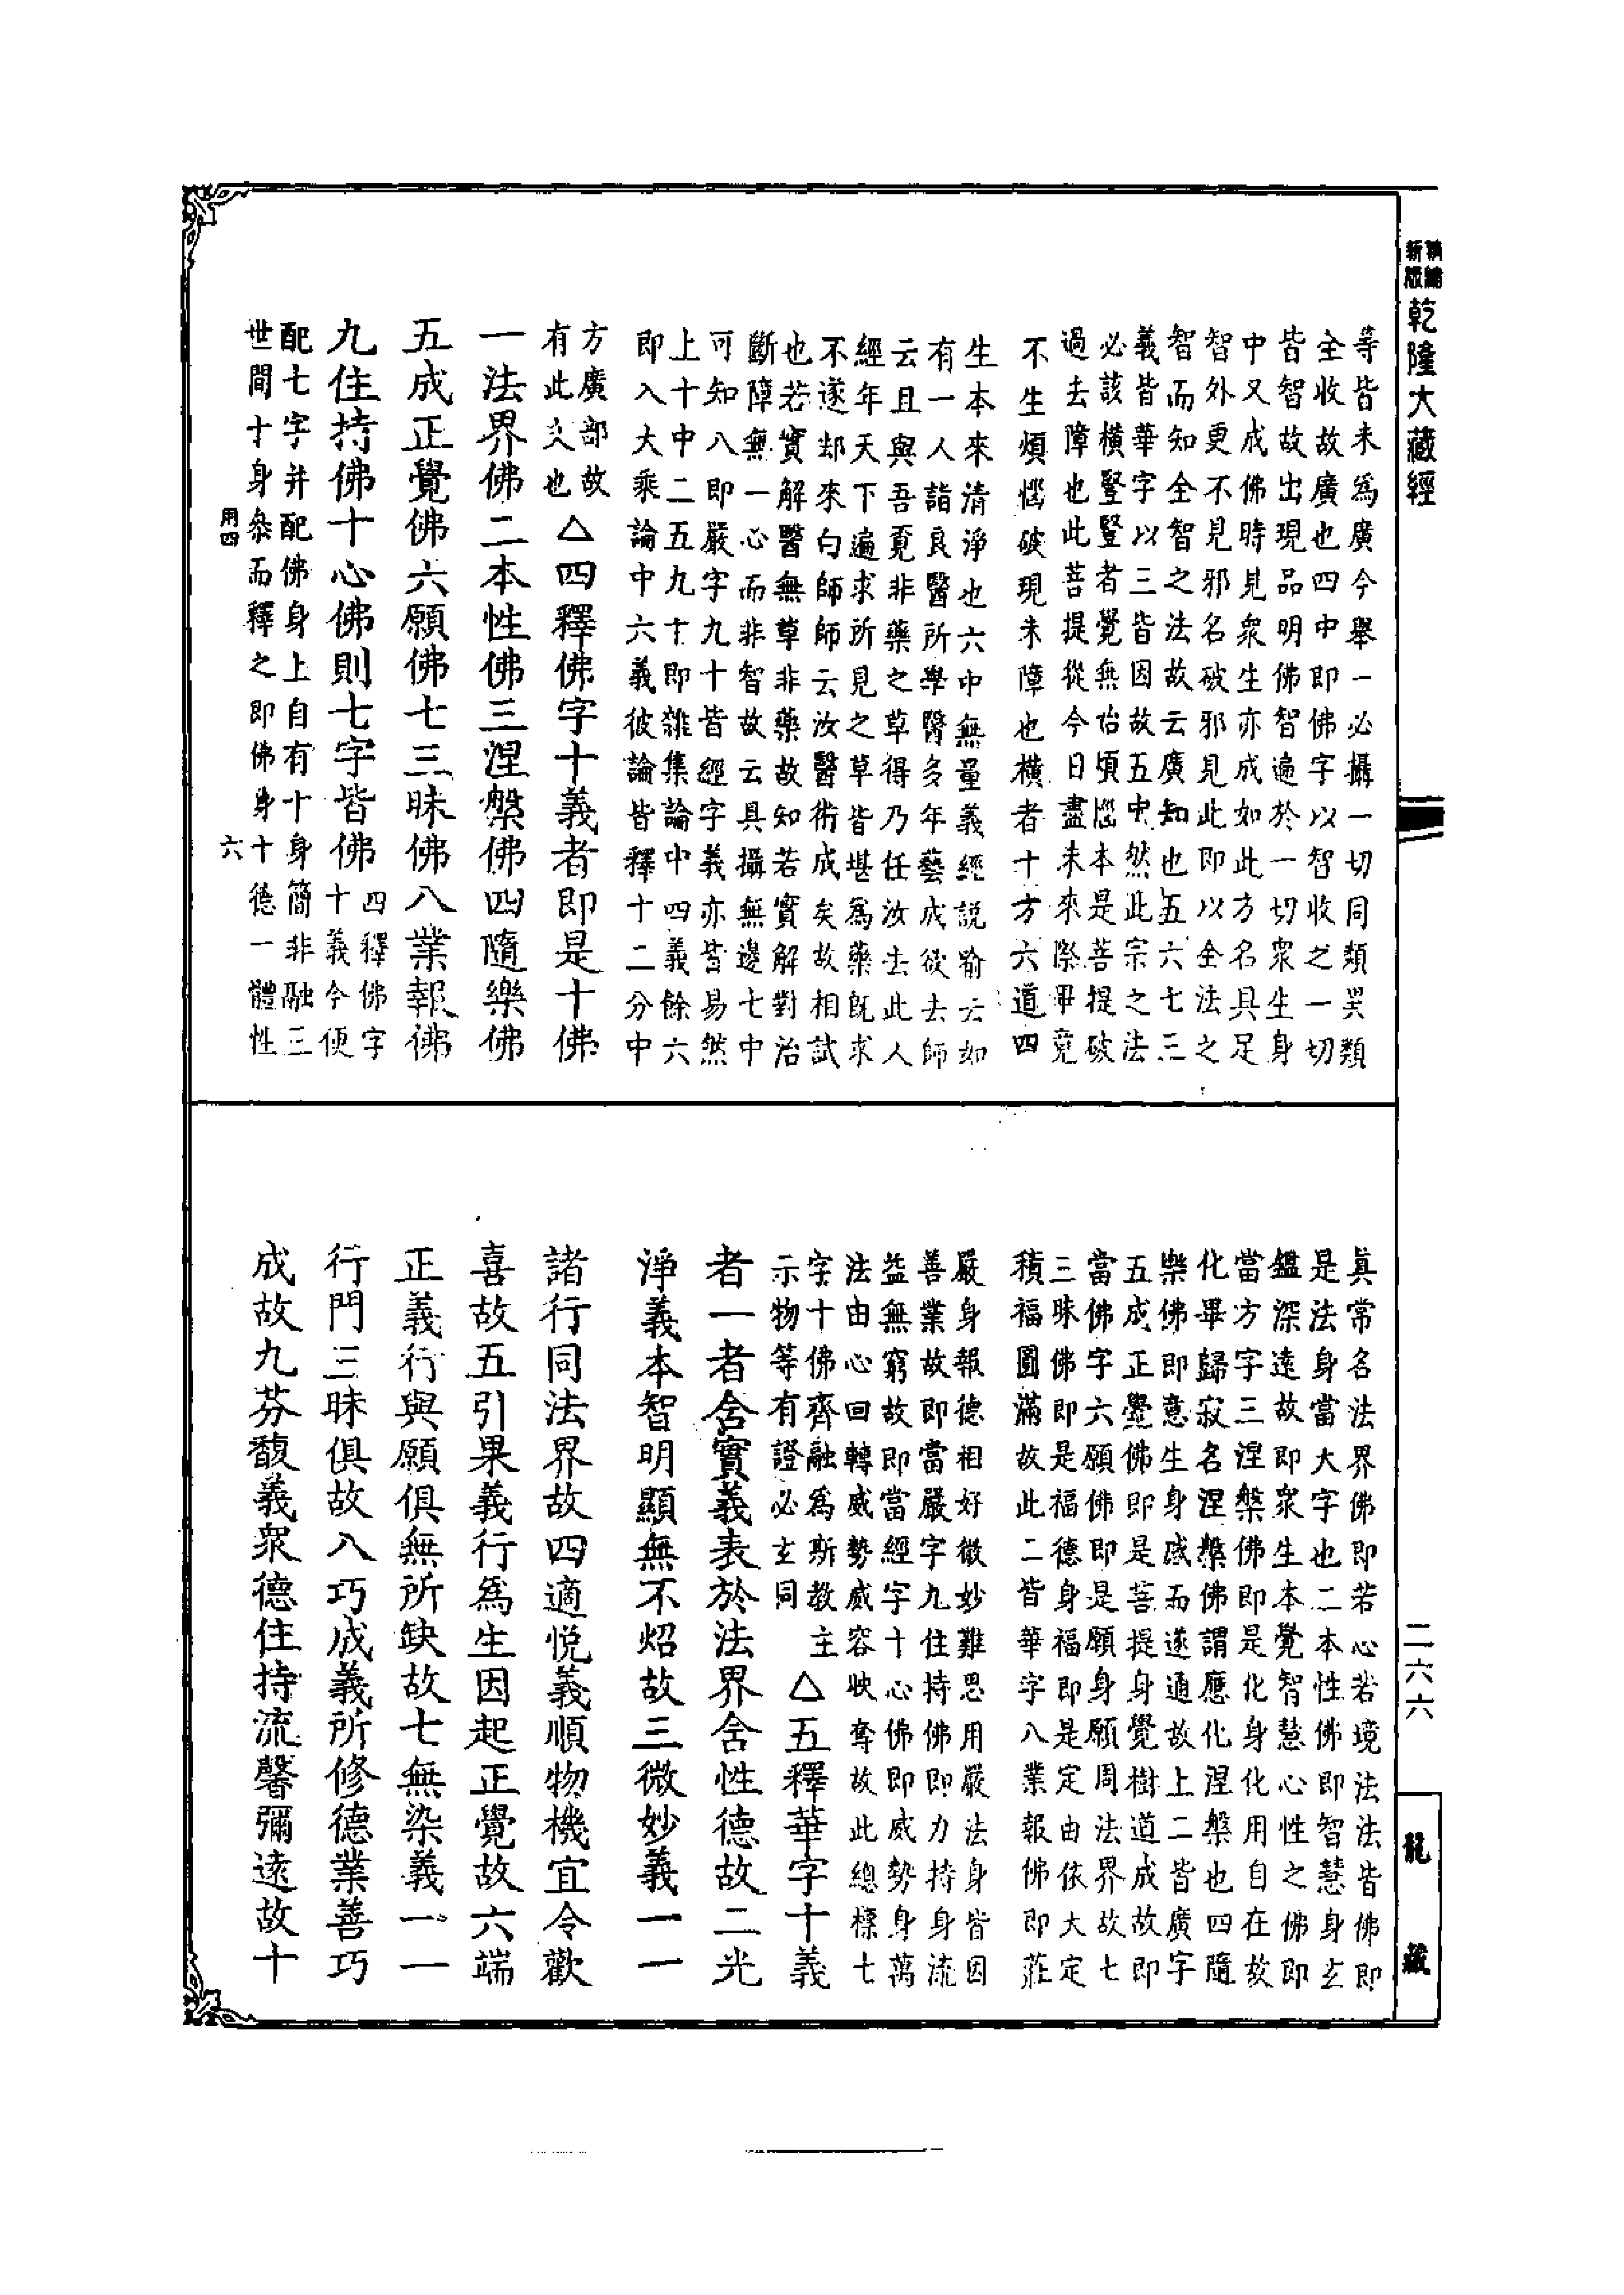 新編
縮版
乾隆大藏經
等皆未為廣今舉一必攝一切同類異類
全收故廣也四中即佛字以智收之一切
皆智故出現品明佛智遍於一切衆生身
中又成佛時見衆生亦成如此方名具足
智外更不見邪名破邪見此即以全法之
智而知全智之法故云廣知也五六七三
義皆華字以三皆因故五中然此宗之法
必該橫豎豎者覺無始煩惱本是菩提破
過去障也此菩提從今日盡未來際畢竟
不生煩惱破現未障也橫者十方六道四
生本來清淨也六中無量義經説喻云如
有一人詣良醫所學醫多年藝成欲去師
云且與吾覓非藥之草得乃任汝去此人
經年天下遍求所見之草皆堪為藥既求
不遂却來白師師云汝醫術成矣故相試
也若實解醫無草非藥故知若實解對治
斷障無一心而非智故云具攝無邊七中
可知八即嚴字九十皆經字義亦皆易然
上十中二五九十即雜集論中四義餘六
即入大乘論中六義彼論皆釋十二分中
方廣部故
有此文也
△四釋佛字十義者即是十佛
一法界佛二本性佛三涅槃佛四隨樂佛
五成正覺佛六願佛七三昧佛八業報佛
九住持佛十心佛則七字皆佛
四釋佛字
十義今便
配七字并配佛身上自有十身簡非融三
世間十身叅而釋之即佛身十德一體性
用四
六
真常名法界佛即若心若境法法皆佛即
是法身當大字也二本性佛即智慧身玄
鑑深遠故即衆生本覺智慧心性之佛即
當方字三涅槃佛即是化身化用自在故
化畢歸寂名涅槃佛謂應化涅槃也四隨
樂佛即意生身感而遂通故上二皆廣字
五成正覺佛即是菩提身覺樹道成故即
當佛字六願佛即是願身願周法界故七
三昧佛即是福德身福即是定由依大定
積福圓滿故此二皆華字八業報佛即莊
嚴身報德相好微妙難思用嚴法身皆因
善業故即當嚴字九住持佛即力持身流
益無窮故即當經字十心佛即威勢身萬
法由心回轉威勢威容映奪故此總標七
字十佛齊融為斯教主
示物等有證必玄同
△五釋華字十義
者一者含實義表於法界含性德故二光
淨義本智明顯無不炤故三微妙義一一
諸行同法界故四適悦義順物機宜令歡
喜故五引果義行為生因起正覺故六端
正義行與願俱無所缺故七無染義一一
行門三昧俱故八巧成義所修德業善巧
成故九芬馥義衆德住持流馨彌遠故十
二六六
龍藏